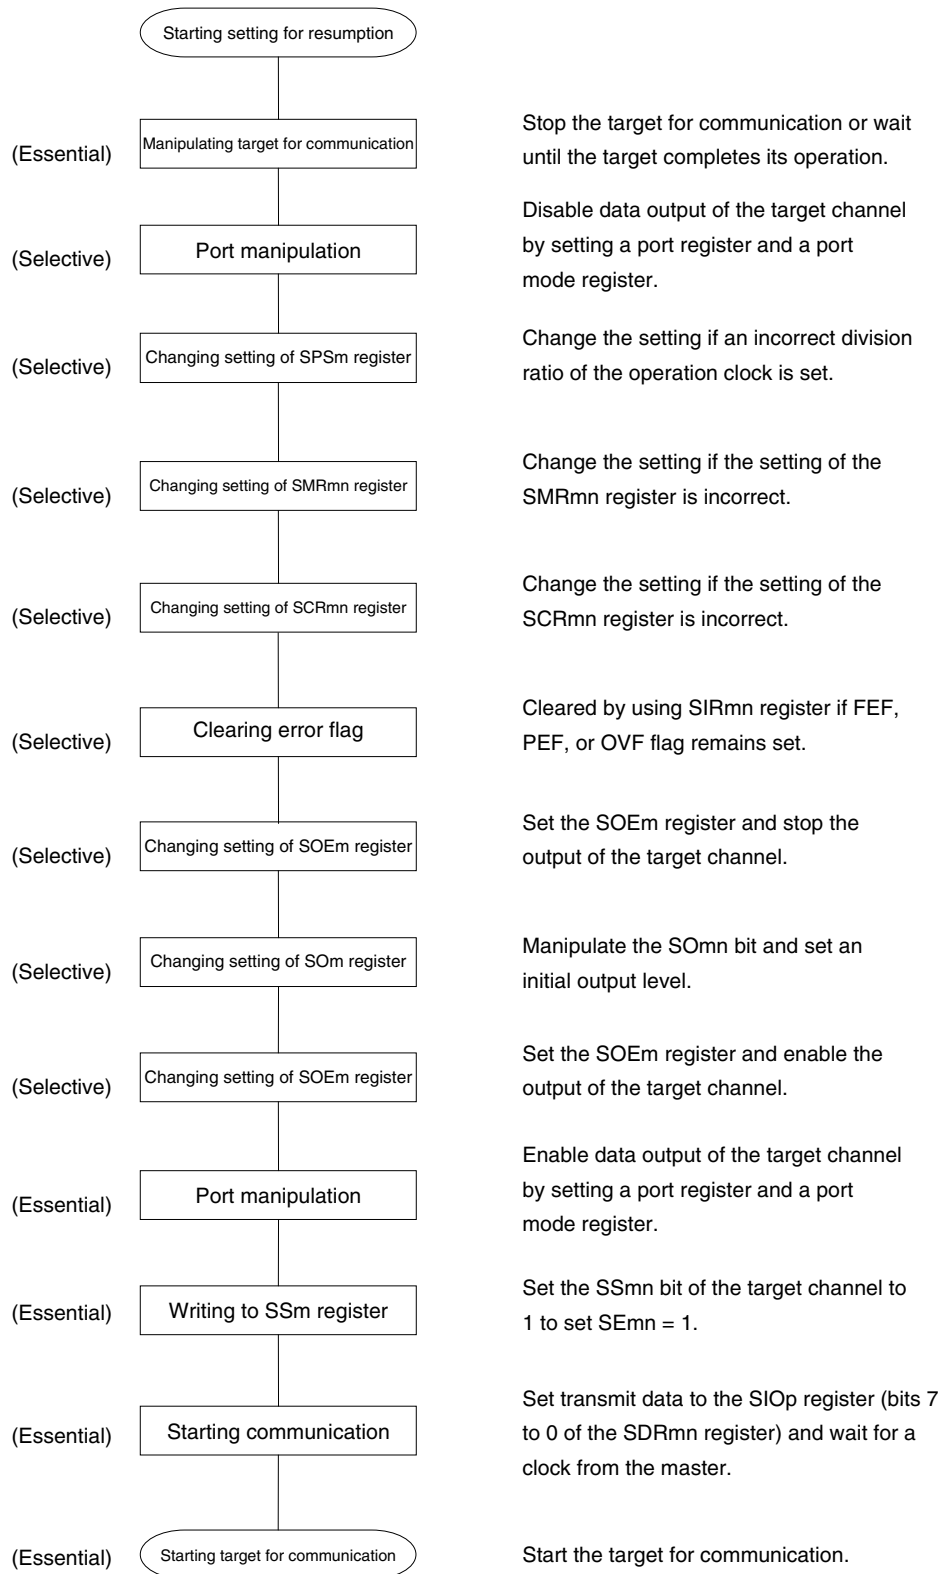 Starting setting for resumption
(Essential)
Manipulating target for communication
Stop the target for communication or wait
until the target completes its operation.
(Selective)
Port manipulation
Disable data output of the target channel
by setting a port register and a port
mode register.
(Selective)
Changing setting of SPSm register
Change the setting if an incorrect division
ratio of the operation clock is set.
(Selective)
Changing setting of SMRmn register
Change the setting if the setting of the
SMRmn register is incorrect.
(Selective)
Changing setting of SCRmn register
Change the setting if the setting of the
SCRmn register is incorrect.
(Selective)
Clearing error flag
Cleared by using SIRmn register if FEF,
PEF, or OVF flag remains set.
(Selective)
Changing setting of SOEm register
Set the SOEm register and stop the
output of the target channel.
(Selective)
Changing setting of SOm register
Manipulate the SOmn bit and set an
initial output level.
(Selective)
Changing setting of SOEm register
Set the SOEm register and enable the
output of the target channel.
(Essential)
Port manipulation
Enable data output of the target channel
by setting a port register and a port
mode register.
(Essential)
Writing to SSm register
Set the SSmn bit of the target channel to
1 to set SEmn = 1.
(Essential)
Starting communication
Set transmit data to the SIOp register (bits 7
to 0 of the SDRmn register) and wait for a
clock from the master.
(Essential)
Starting target for communication
Start the target for communication.